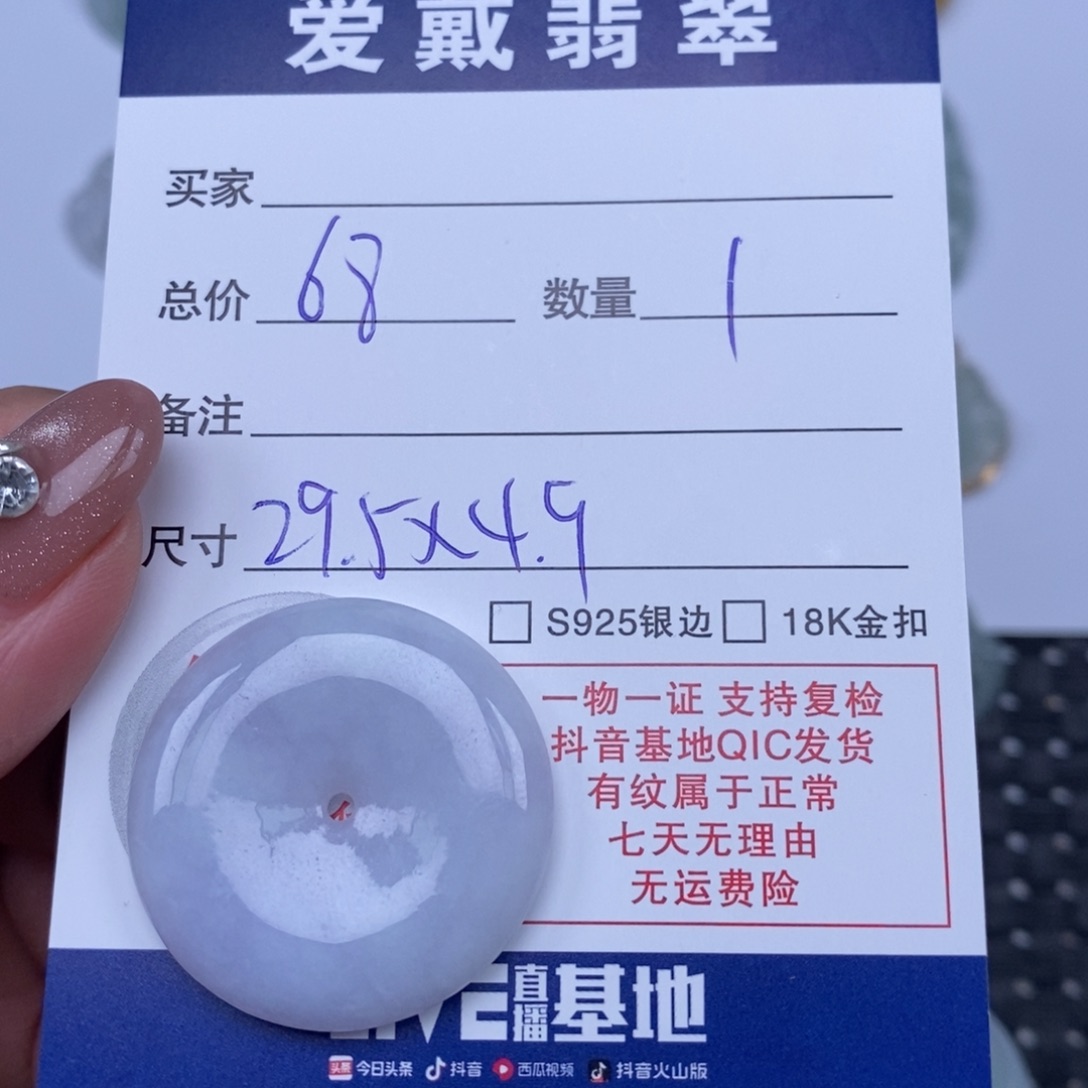 爱戴翡翠
买家
总价 68 数量 1
备注
尺寸 29.5x4.9
S925银边 18K金扣
一物一证 支持复检
抖音基地QIC发货
有纹属于正常
七天无理由
无运费险
直播基地
头条 今日头条 抖音 西瓜视频 抖音火山版